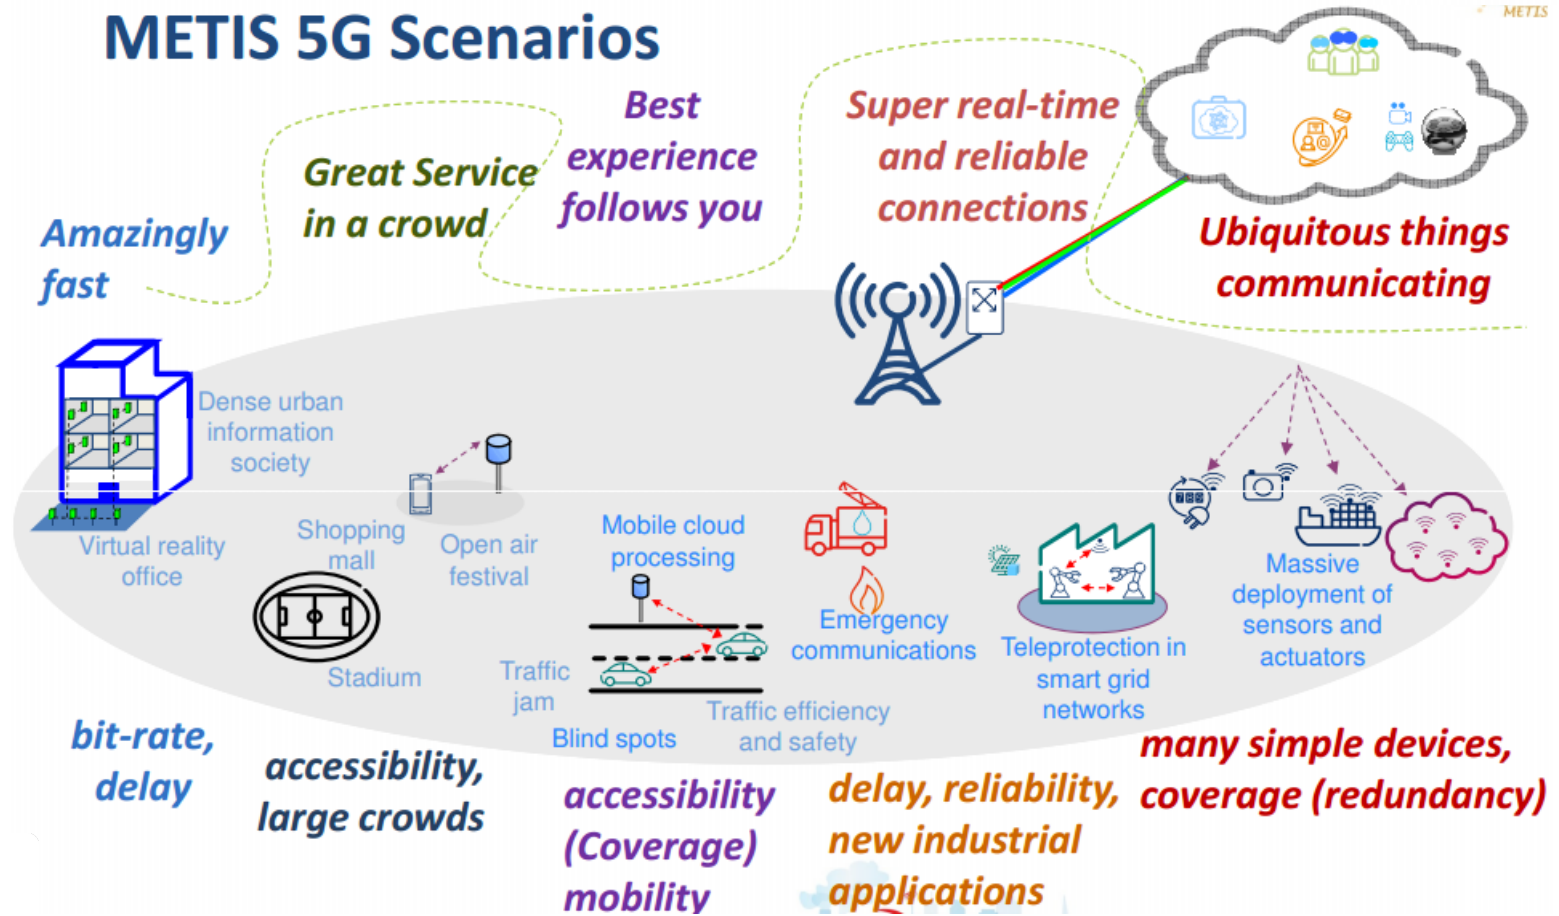 METIS 5G Scenarios
METIS
Amazingly
fast
Great Service
in a crowd
Best
experience
follows you
Super real-time
and reliable
connections
Ubiquitous things
communicating
Dense urban
information
society
Virtual reality
office
Shopping
mall
Open air
festival
Stadium
Mobile cloud
processing
Traffic
jam
Blind spots
Traffic efficiency
and safety
Emergency
communications
Teleprotection in
smart grid
networks
Massive
deployment of
sensors and
actuators
bit-rate,
delay
accessibility,
large crowds
accessibility
(Coverage)
mobility
delay, reliability,
new industrial
applications
many simple devices,
coverage (redundancy)